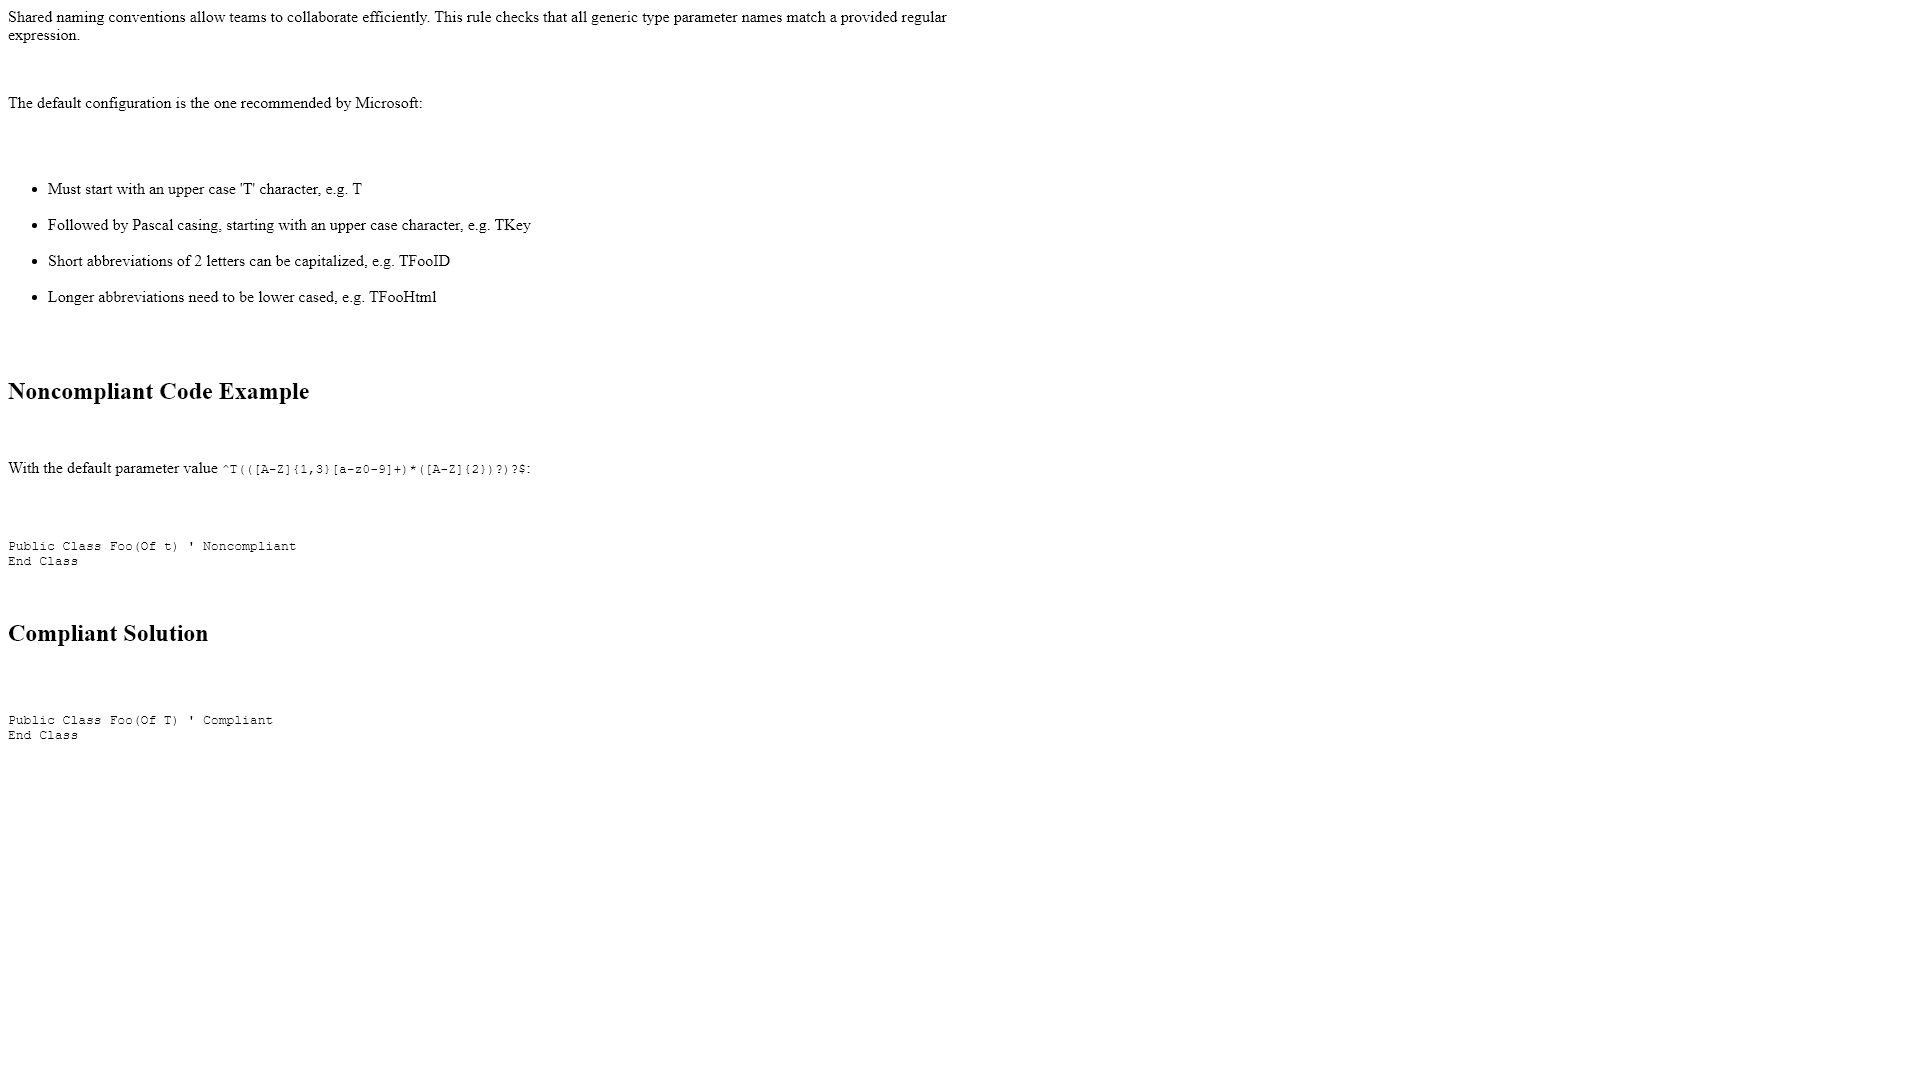 Shared naming conventions allow teams to collaborate efficiently. This rule checks that all generic type parameter names match a provided regular
expression.
The default configuration is the one recommended by Microsoft:
• Must start with an upper case 'T' character, e.g. T
• Followed by Pascal casing, starting with an upper case character, e.g. TKey
• Short abbreviations of 2 letters can be capitalized, e.g. TFooID
• Longer abbreviations need to be lower cased, e.g. TFooHtml
Noncompliant Code Example
With the default parameter value ^T(([A-Z]{1,3}[a-z0-9]+)*([A-Z]{2})?)?$:
Public Class Foo(Of t) ' Noncompliant
End Class
Compliant Solution
Public Class Foo(Of T) ' Compliant
End Class